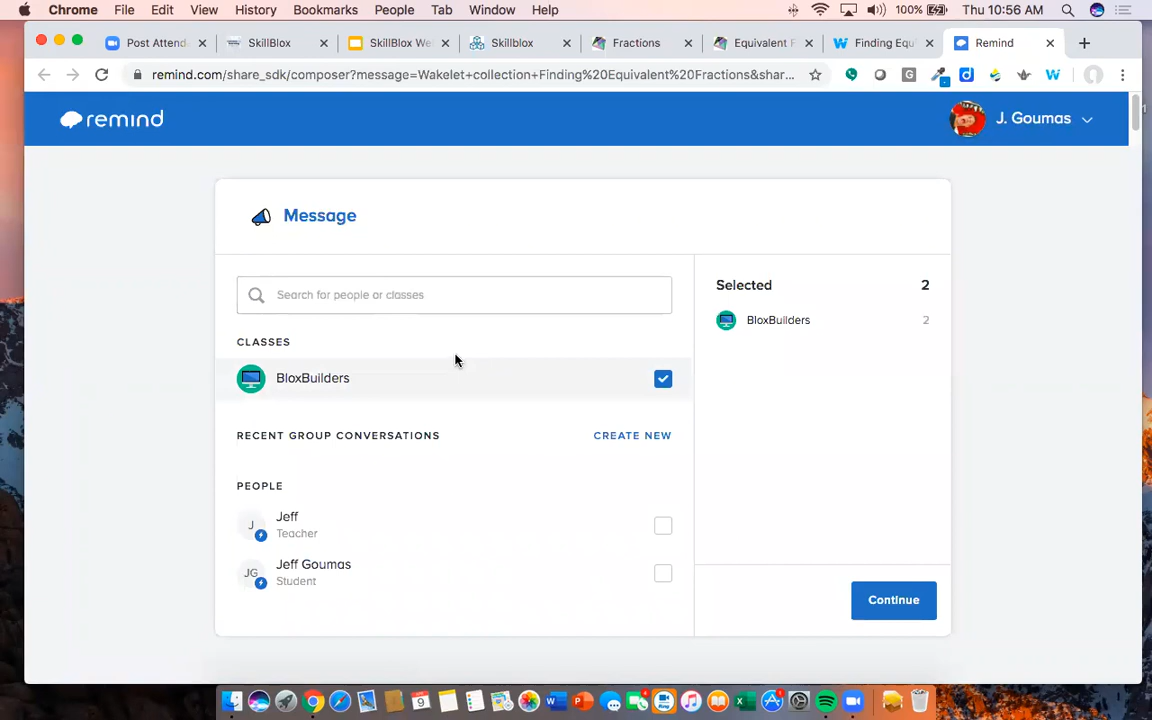 Chrome File Edit View History Bookmarks People Tab Window Help 100% Thu 10:56 AM
Post Attend SkillBlox SkillBlox We Skillblox Fractions Equivalent F Finding Equ Remind
remind.com/share_sdk/composer?message=Wakelet+collection+Finding%20Equivalent%20Fractions&shar...
remind J. Goumas
Message
Search for people or classes
Selected 2
BloxBuilders 2
CLASSES
BloxBuilders
RECENT GROUP CONVERSATIONS CREATE NEW
PEOPLE
J Jeff
Teacher
JG Jeff Goumas
Student
Continue